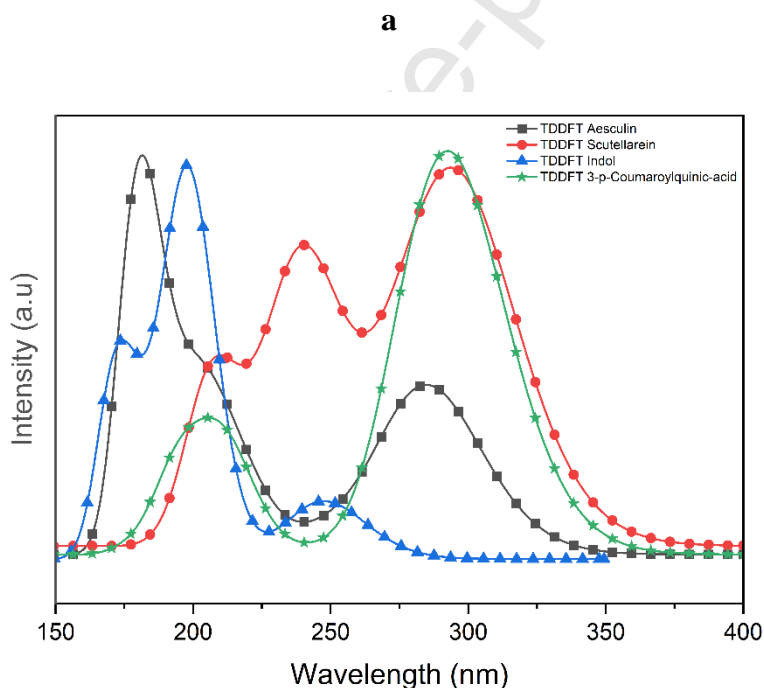 a
e-p
TDDFT Aesculin
TDDFT Scutellarein
TDDFT Indol
TDDFT 3-p-Coumaroylquinic-acid
Intensity (a.u)
150 200 250 300 350 400
Wavelength (nm)